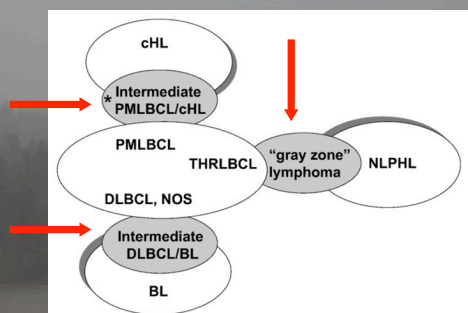 cHL
* Intermediate
PMLBCL/cHL
PMLBCL
THRLBCL
"gray zone"
lymphoma
NLPHL
DLBCL, NOS
Intermediate
DLBCL/BL
BL